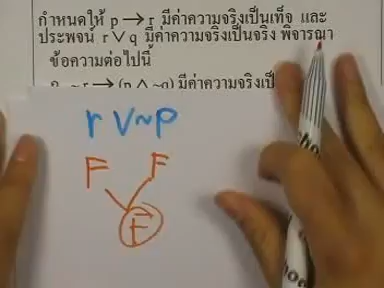 กำหนดให้ p → r มีค่าความจริงเป็นเท็จ และ
ประพจน์ r ∨ q มีค่าความจริงเป็นจริง พิจารณา
ข้อความต่อไปนี้
~r → (p ∧ ~q) มีค่าความจริงเป็
r ∨ ~p
F F
F